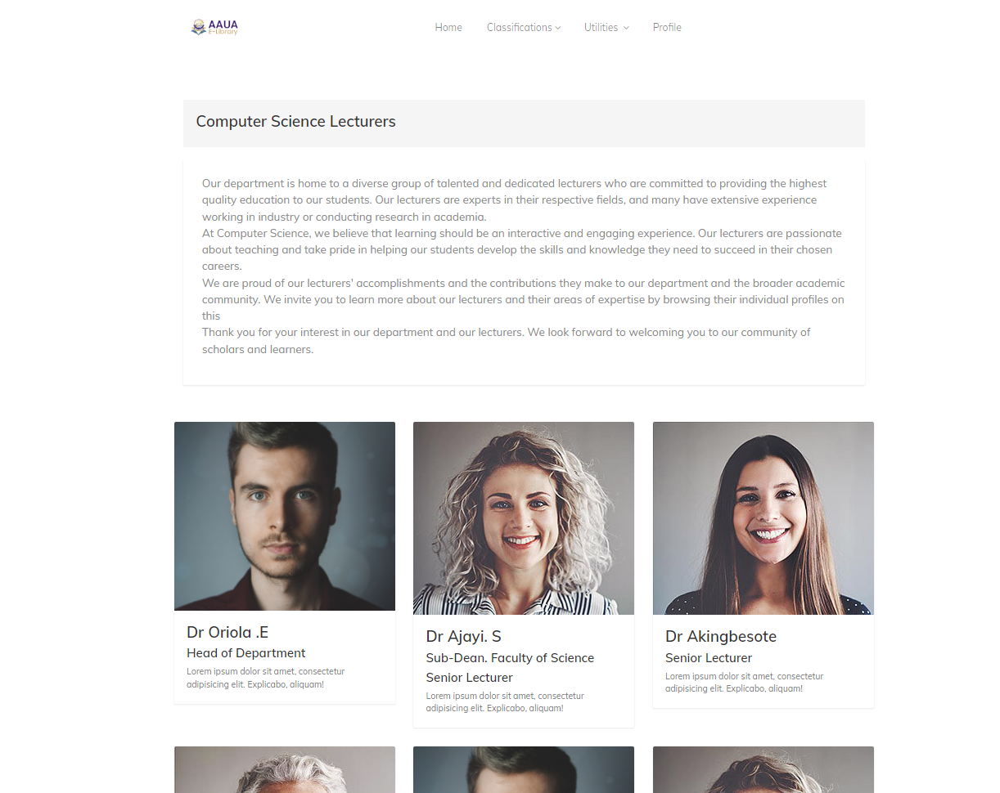 AAUA
E-Library
Home Classifications Utilities Profile
Computer Science Lecturers
Our department is home to a diverse group of talented and dedicated lecturers who are committed to providing the highest
quality education to our students. Our lecturers are experts in their respective fields, and many have extensive experience
working in industry or conducting research in academia.
At Computer Science, we believe that learning should be an interactive and engaging experience. Our lecturers are passionate
about teaching and take pride in helping our students develop the skills and knowledge they need to succeed in their chosen
careers.
We are proud of our lecturers' accomplishments and the contributions they make to our department and the broader academic
community. We invite you to learn more about our lecturers and their areas of expertise by browsing their individual profiles on
this
Thank you for your interest in our department and our lecturers. We look forward to welcoming you to our community of
scholars and learners.
Dr Oriola .E
Head of Department
Lorem ipsum dolor sit amet, consectetur
adipisicing elit. Explicabo, aliquam!
Dr Ajayi. S
Sub-Dean. Faculty of Science
Senior Lecturer
Lorem ipsum dolor sit amet, consectetur
adipisicing elit. Explicabo, aliquam!
Dr Akingbesote
Senior Lecturer
Lorem ipsum dolor sit amet, consectetur
adipisicing elit. Explicabo, aliquam!